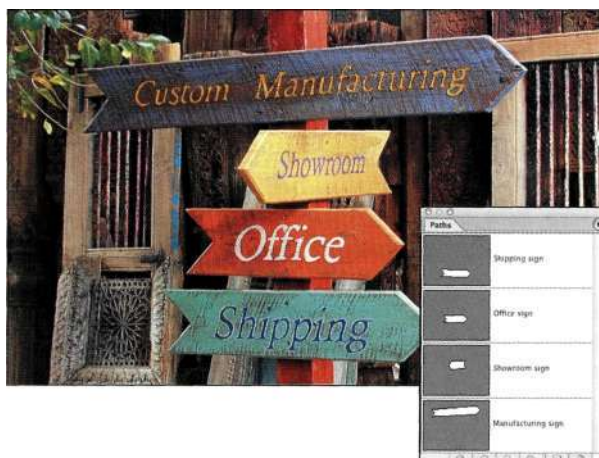 Custom Manufacturing
Showroom
Office
Shipping
Paths
Shipping sign
Office sign
Showroom sign
Manufacturing sign